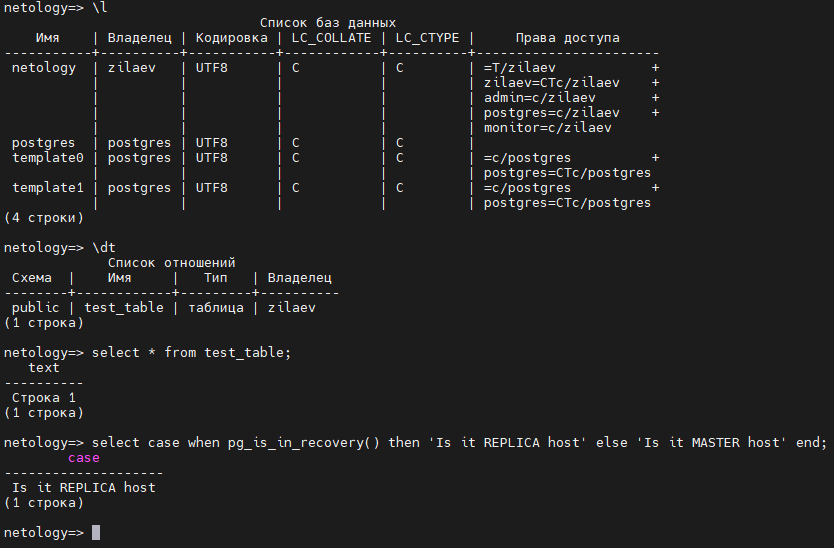 netology=> \l
                                Список баз данных
    Имя    | Владелец | Кодировка | LC_COLLATE | LC_CTYPE |     Права доступа
-----------+----------+-----------+------------+----------+-----------------------
 netology  | zilaev   | UTF8      | C          | C        | =T/zilaev            +
           |          |           |            |          | zilaev=CTc/zilaev    +
           |          |           |            |          | admin=c/zilaev       +
           |          |           |            |          | postgres=c/zilaev    +
           |          |           |            |          | monitor=c/zilaev
 postgres  | postgres | UTF8      | C          | C        |
 template0 | postgres | UTF8      | C          | C        | =c/postgres          +
           |          |           |            |          | postgres=CTc/postgres
 template1 | postgres | UTF8      | C          | C        | =c/postgres          +
           |          |           |            |          | postgres=CTc/postgres
(4 строки)
netology=> \dt
             Список отношений
 Схема  |    Имя     |   Тип   | Владелец
--------+------------+---------+----------
 public | test_table | таблица | zilaev
(1 строка)
netology=> select * from test_table;
   text
----------
 Строка 1
(1 строка)
netology=> select case when pg_is_in_recovery() then 'Is it REPLICA host' else 'Is it MASTER host' end;
        case
--------------------
 Is it REPLICA host
(1 строка)
netology=>